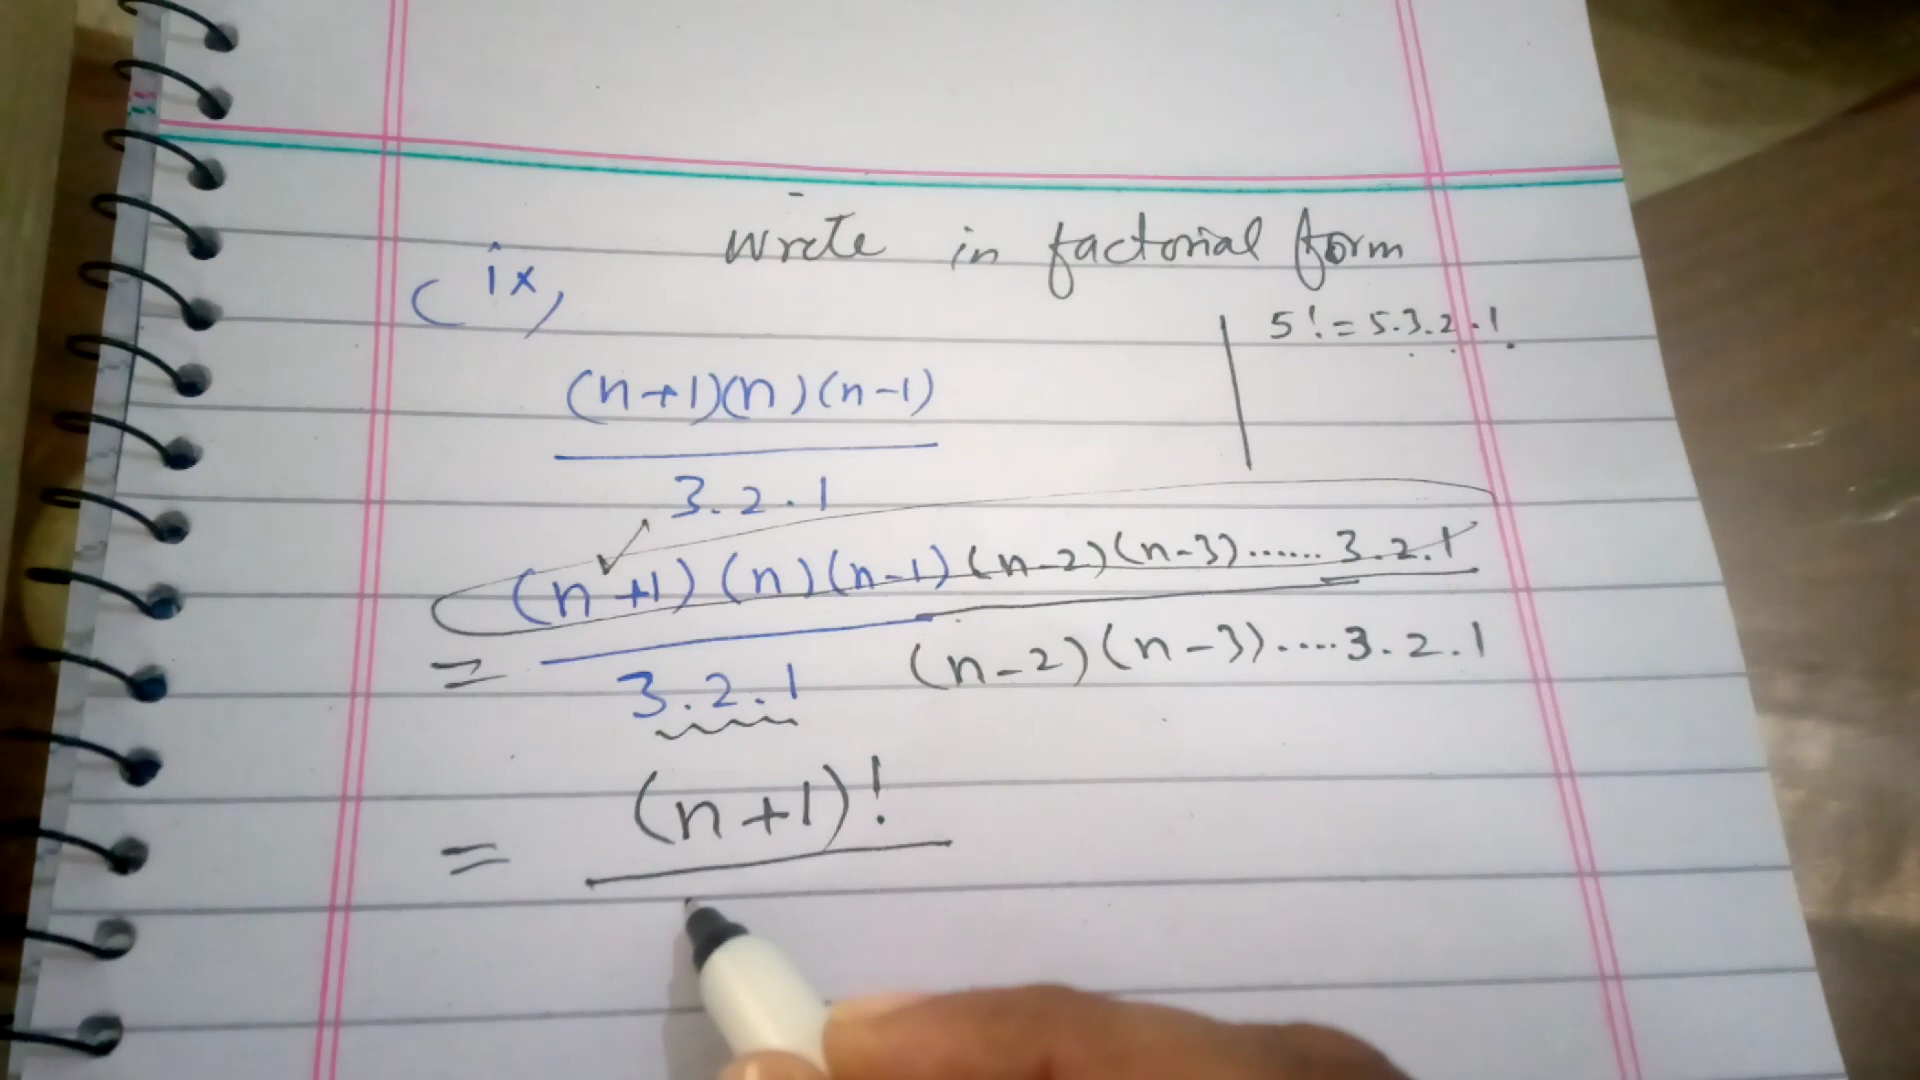 Write in factorial form
(ix)
5! = 5.3.2.1
(n+1)(n)(n-1)
3.2.1
(n+1)(n)(n-1)(n-2)(n-3)......3.2.1
=
3.2.1 (n-2)(n-3).....3.2.1
= (n+1)!